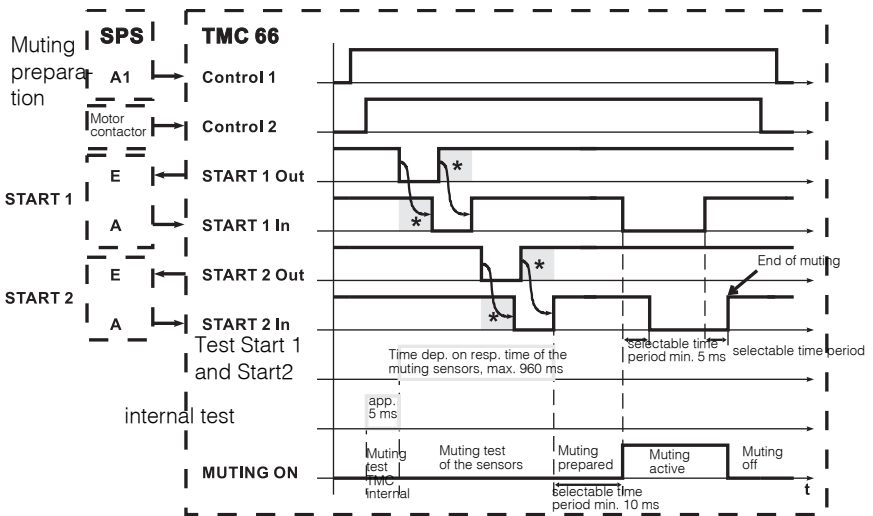 SPS
TMC 66
Muting
prepara-
tion
A1
Control 1
Motor
contactor
Control 2
START 1
E
START 1 Out
*
A
START 1 In
*
START 2
E
START 2 Out
*
End of muting
A
START 2 In
*
Test Start 1
and Start2
Time dep. on resp. time of the
muting sensors, max. 960 ms
selectable time
period min. 5 ms
selectable time period
internal test
app.
5 ms
MUTING ON
Muting
test
TMC
internal
Muting test
of the sensors
Muting
prepared
Muting
active
Muting
off
t
selectable time
period min. 10 ms